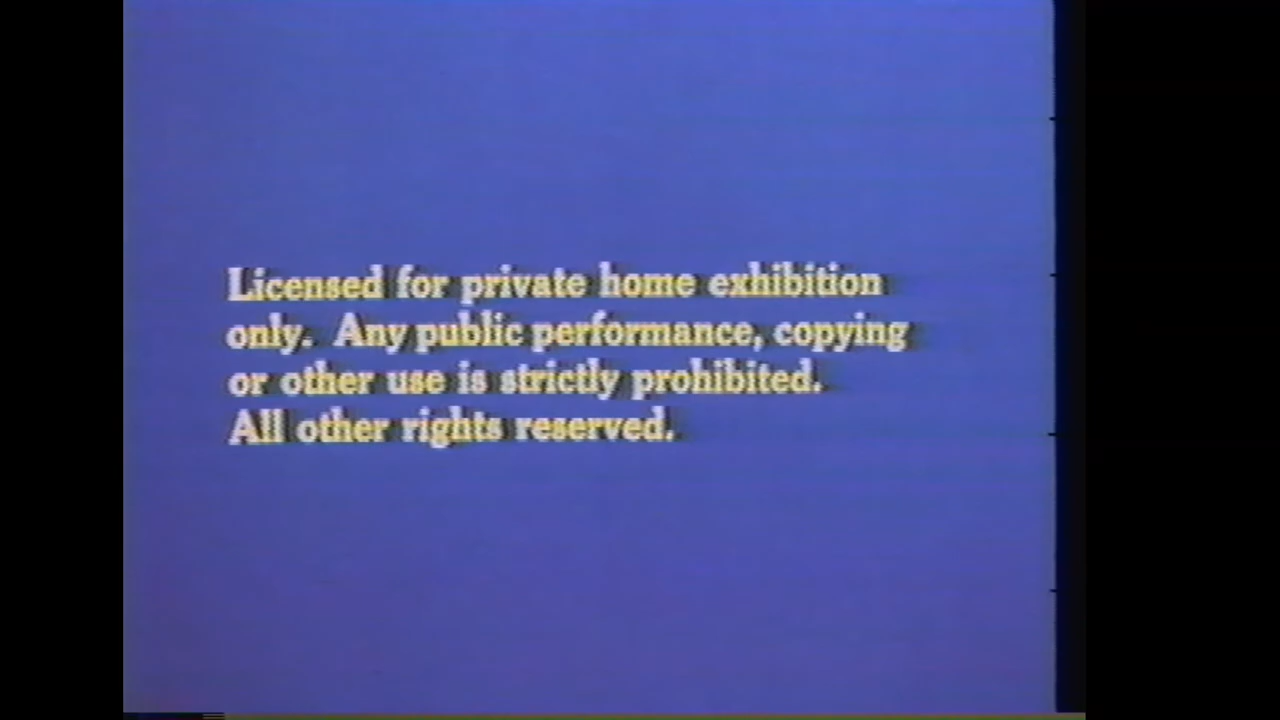 Licensed for private home exhibition
only. Any public performance, copying
or other use is strictly prohibited.
All other rights reserved.